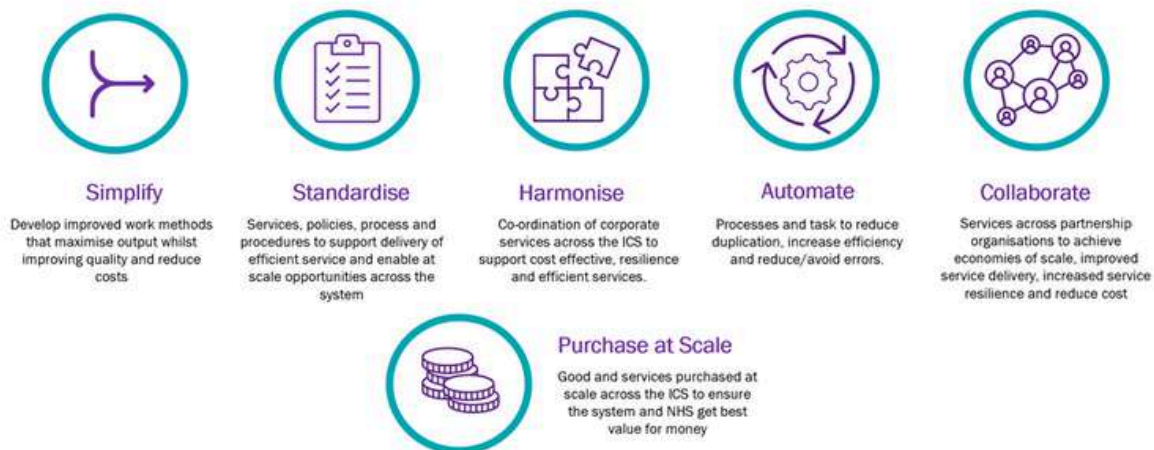 Simplify
Develop improved work methods
that maximise output whilst
improving quality and reduce
costs
Standardise
Services, policies, process and
procedures to support delivery of
efficient service and enable at
scale opportunities across the
system
Harmonise
Co-ordination of corporate
services across the ICS to
support cost effective, resilience
and efficient services.
Automate
Processes and task to reduce
duplication, increase efficiency
and reduce/avoid errors.
Collaborate
Services across partnership
organisations to achieve
economies of scale, improved
service delivery, increased service
resilience and reduce cost
Purchase at Scale
Good and services purchased at
scale across the ICS to ensure
the system and NHS get best
value for money